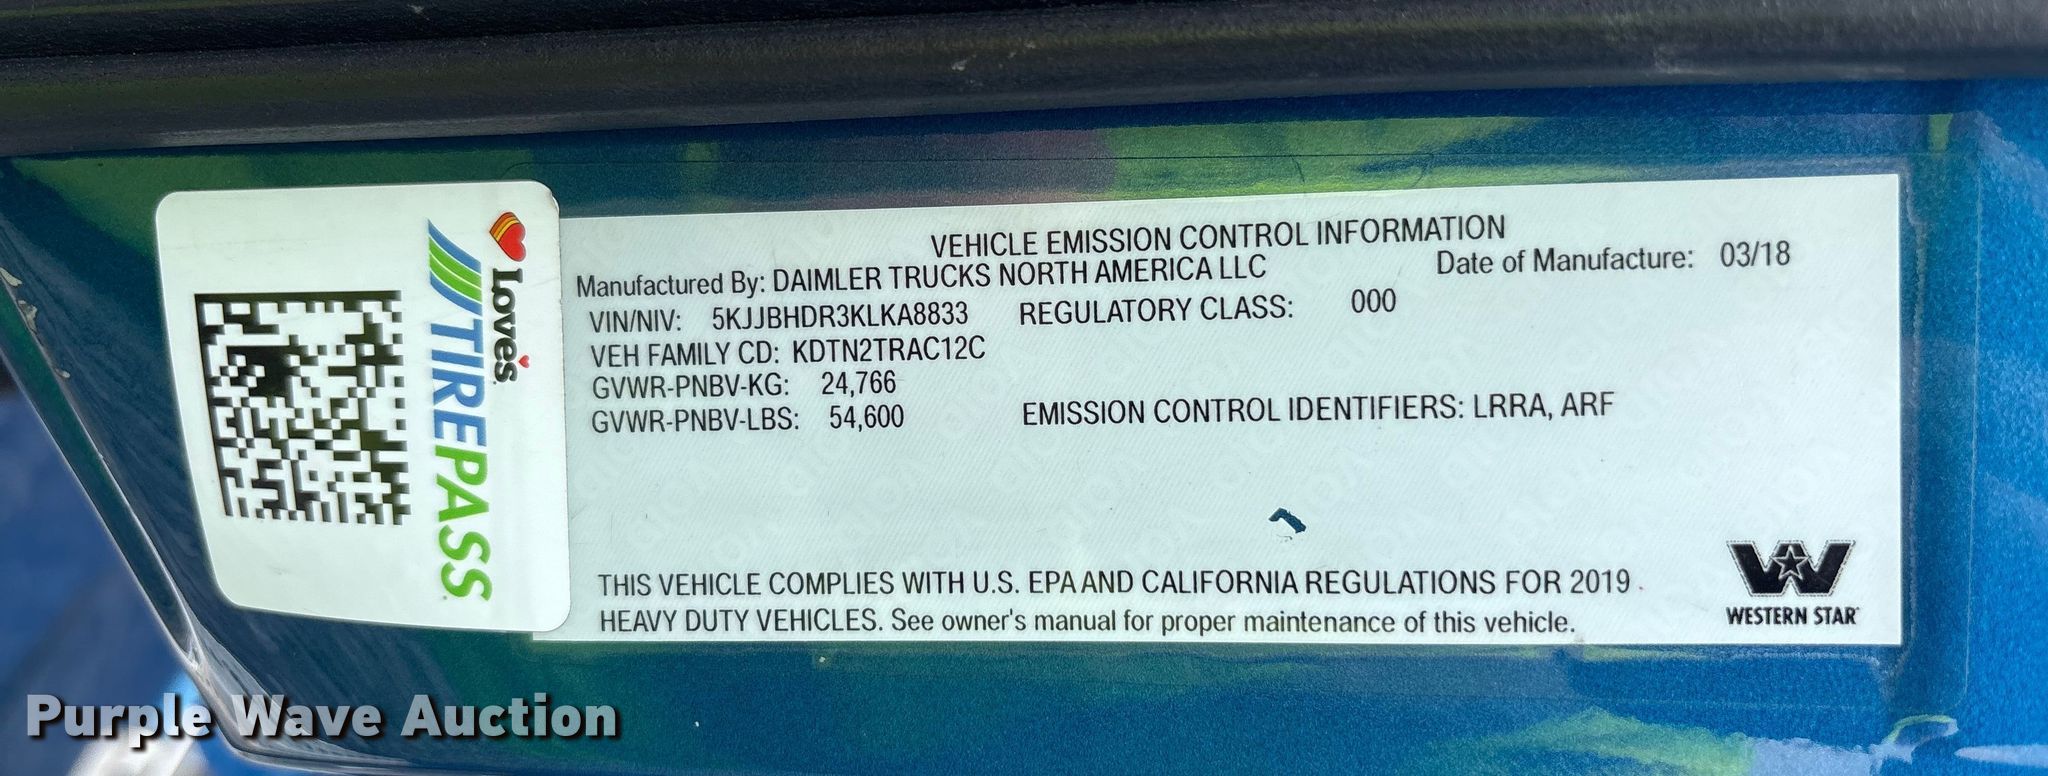 Love's
TIREPASS
VEHICLE EMISSION CONTROL INFORMATION
Manufactured By: DAIMLER TRUCKS NORTH AMERICA LLC
Date of Manufacture: 03/18
VIN/NIV: 5KJJBHDR3KLKA8833 REGULATORY CLASS: 000
VEH FAMILY CD: KDTN2TRAC12C
GVWR-PNBV-KG: 24,766
GVWR-PNBV-LBS: 54,600 EMISSION CONTROL IDENTIFIERS: LRRA, ARF
THIS VEHICLE COMPLIES WITH U.S. EPA AND CALIFORNIA REGULATIONS FOR 2019
HEAVY DUTY VEHICLES. See owner's manual for proper maintenance of this vehicle.
WESTERN STAR
Purple Wave Auction